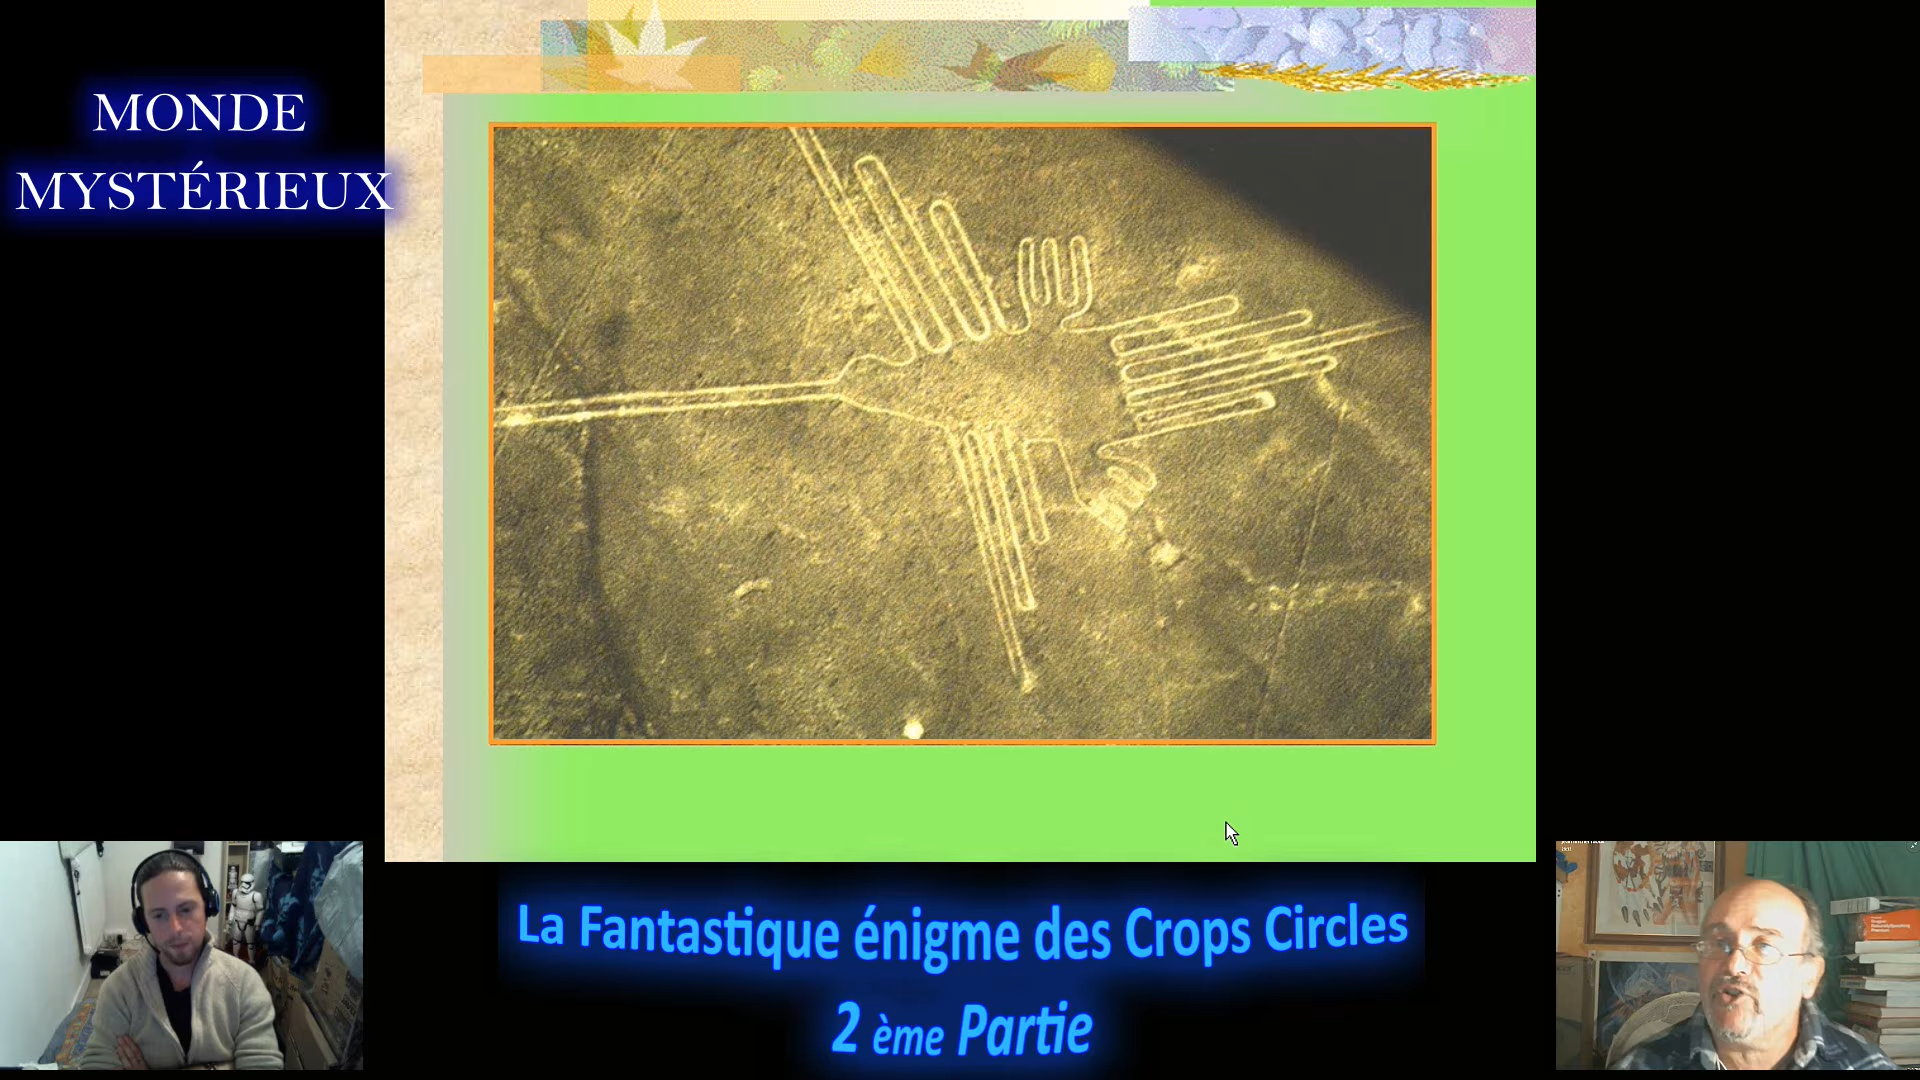 MONDE
MYSTÉRIEUX
La Fantastique énigme des Crops Circles
2 ème Partie